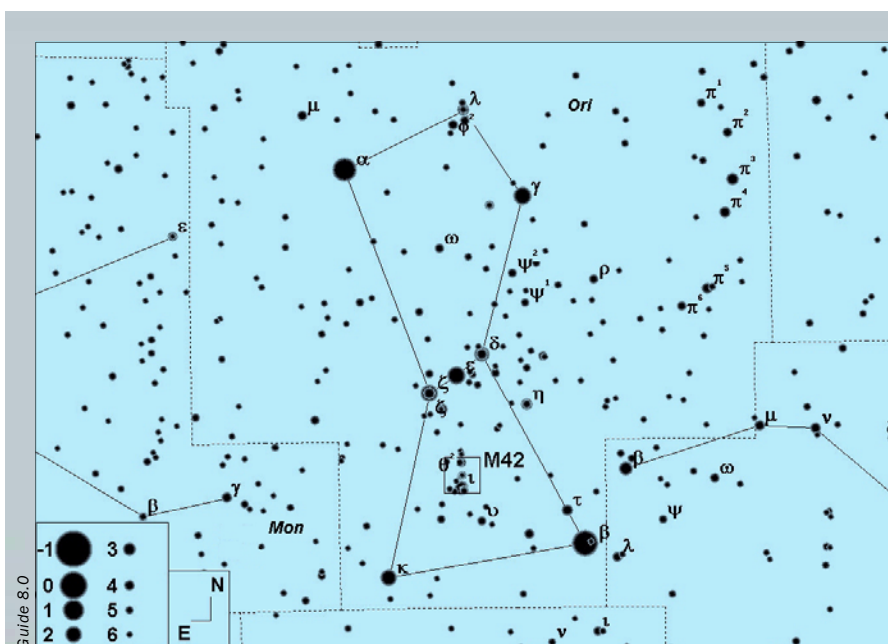 λ
Ori
π¹
μ
φ²
π²
α
π³
γ
π⁴
ε
ω
ψ²
ρ
π⁵
ψ¹
π⁶
δ
ε
ζ
η
ζ
μ
ν
θ²
M42
β
ι
ω
γ
β
υ
τ
ψ
Mon
β
λ
κ
-1 3
0 4
1 5
2 6
N
E
ν
ι
Guide 8.0